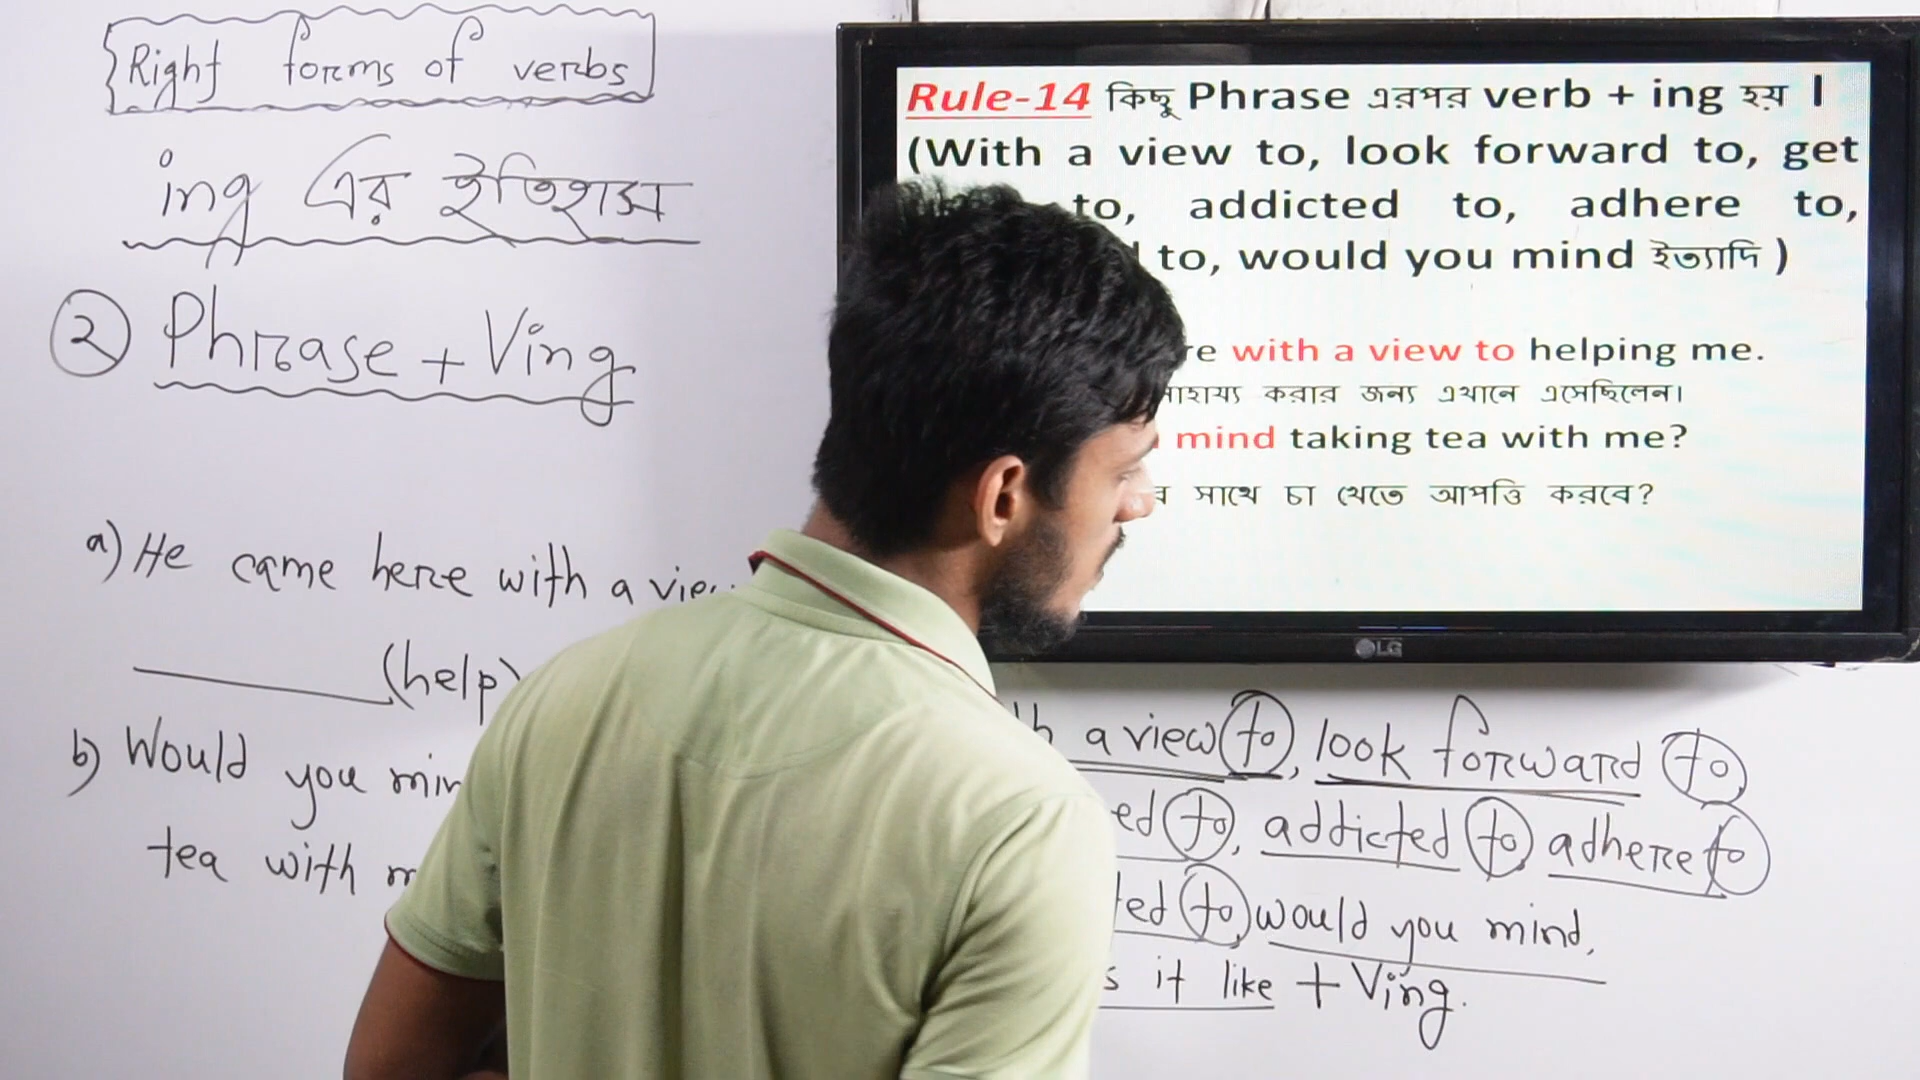 Right forms of verbs
ing এর ইতিহাস
২ Phrase + Ving
a) He came here with a view
(help)
b) Would you min
tea with m
Rule-14 কিছু Phrase এরপর verb + ing হয় ।
(With a view to, look forward to, get
to, addicted to, adhere to,
to, would you mind ইত্যাদি )
re with a view to helping me.
সাহায্য করার জন্য এখানে এসেছিলেন।
mind taking tea with me?
র সাথে চা খেতে আপত্তি করবে?
LG
a view to, look forward to
ed to, addicted to adhere to
ted to, would you mind,
s it like + Ving.